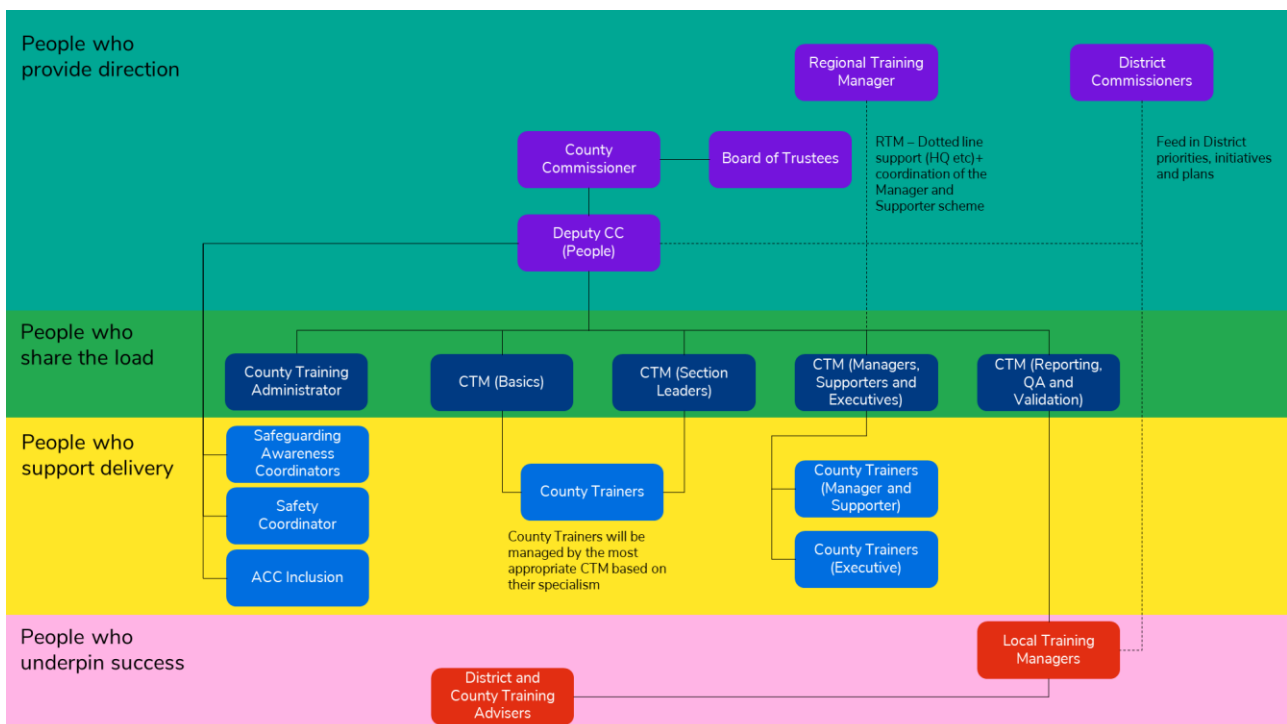 People who
provide direction
Regional Training
Manager
District
Commissioners
County
Commissioner
Board of Trustees
RTM – Dotted line
support (HQ etc)+
coordination of the
Manager and
Supporter scheme
Feed in District
priorities, initiatives
and plans
Deputy CC
(People)
People who
share the load
County Training
Administrator
CTM (Basics)
CTM (Section
Leaders)
CTM (Managers,
Supporters and
Executives)
CTM (Reporting,
QA and
Validation)
People who
support delivery
Safeguarding
Awareness
Coordinators
Safety
Coordinator
ACC Inclusion
County Trainers
County Trainers will be
managed by the most
appropriate CTM based on
their specialism
County Trainers
(Manager and
Supporter)
County Trainers
(Executive)
People who
underpin success
Local Training
Managers
District and
County Training
Advisers